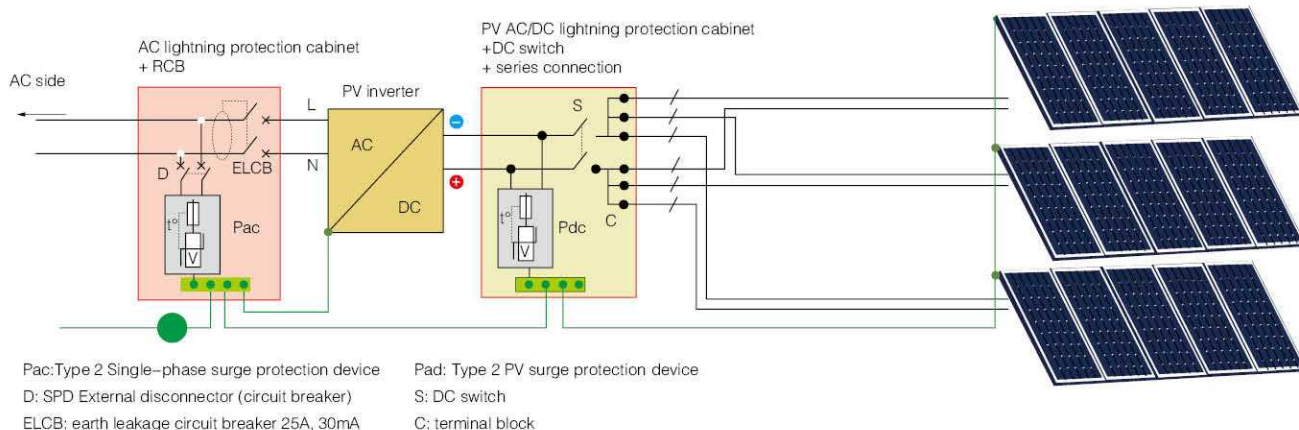 AC side
AC lightning protection cabinet
+ RCB
PV inverter
PV AC/DC lightning protection cabinet
+DC switch
+ series connection
L
N
AC
DC
ELCB
D
t°
Pac
V
S
C
t°
Pdc
V
Pac:Type 2 Single-phase surge protection device
D: SPD External disconnector (circuit breaker)
ELCB: earth leakage circuit breaker 25A, 30mA
Pad: Type 2 PV surge protection device
S: DC switch
C: terminal block